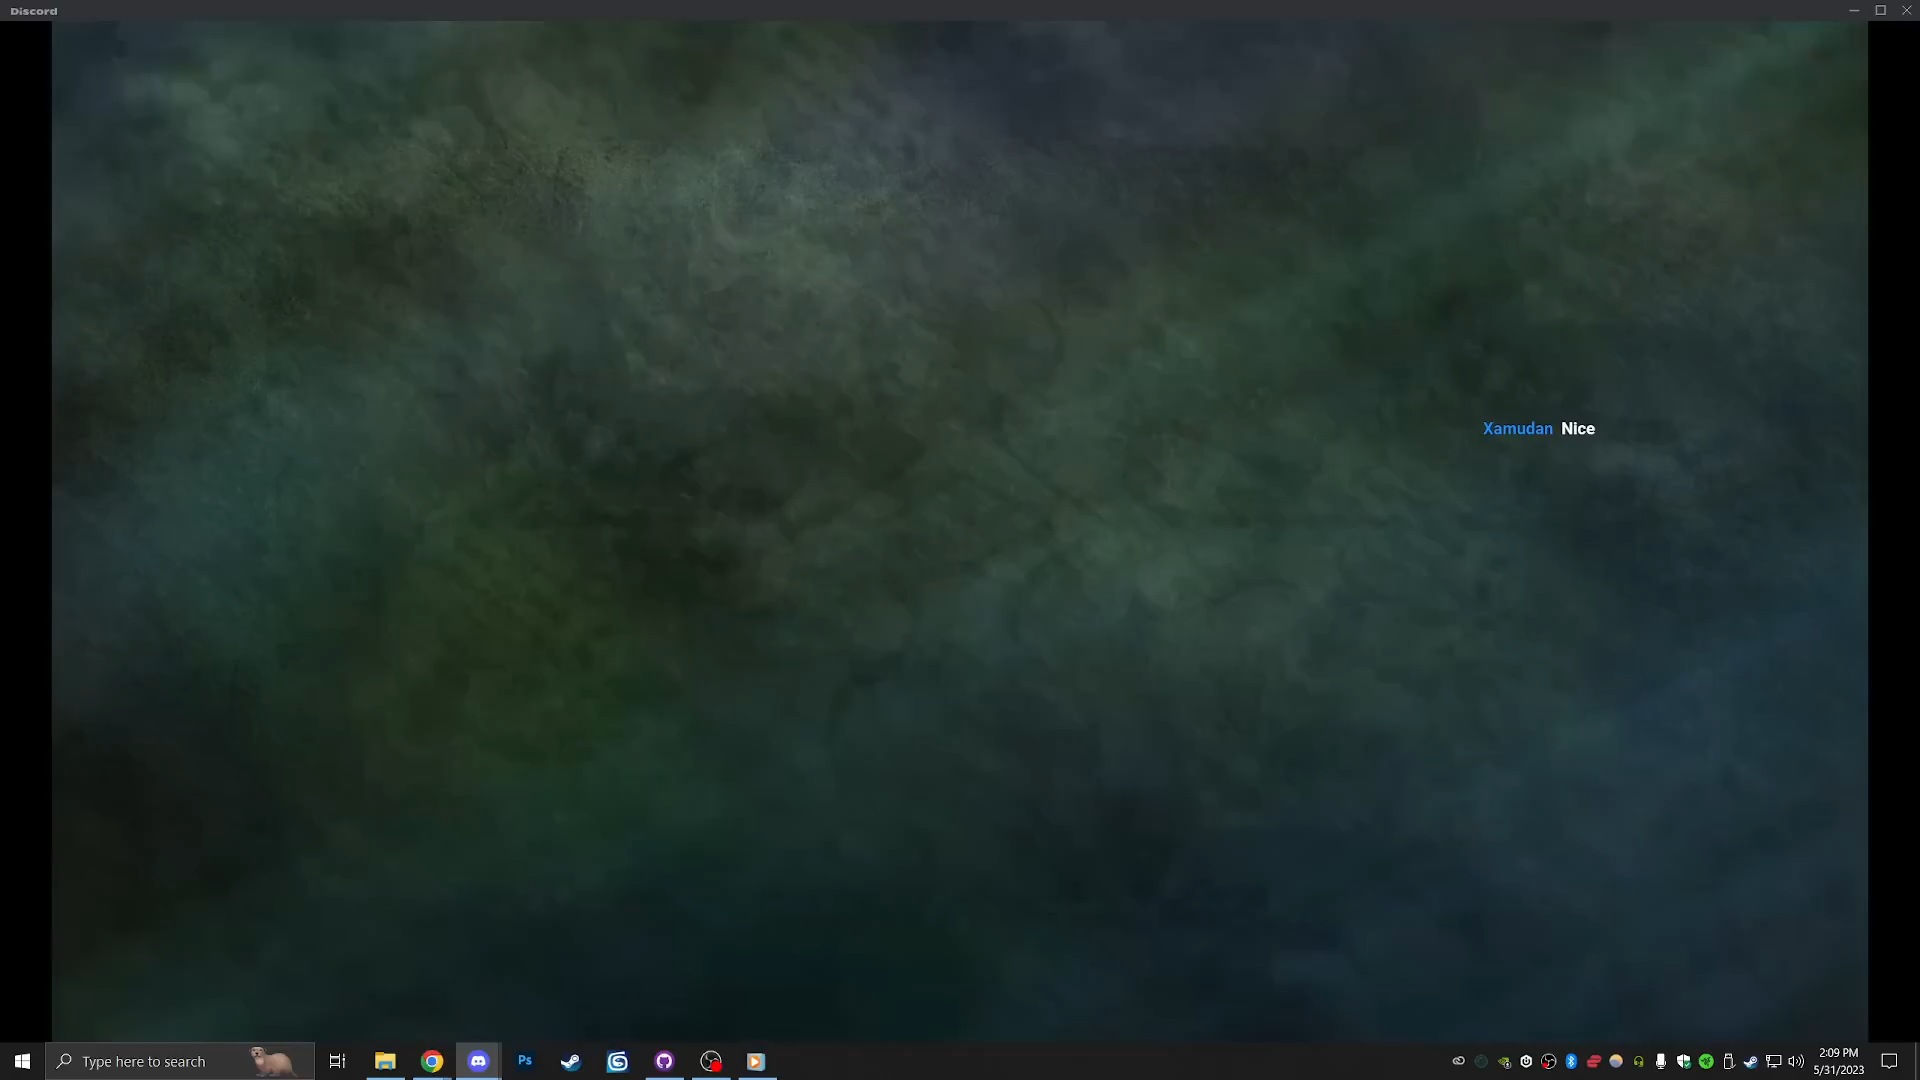 Discord
Xamudan Nice
Type here to search
Ps
2:09 PM
5/31/2023